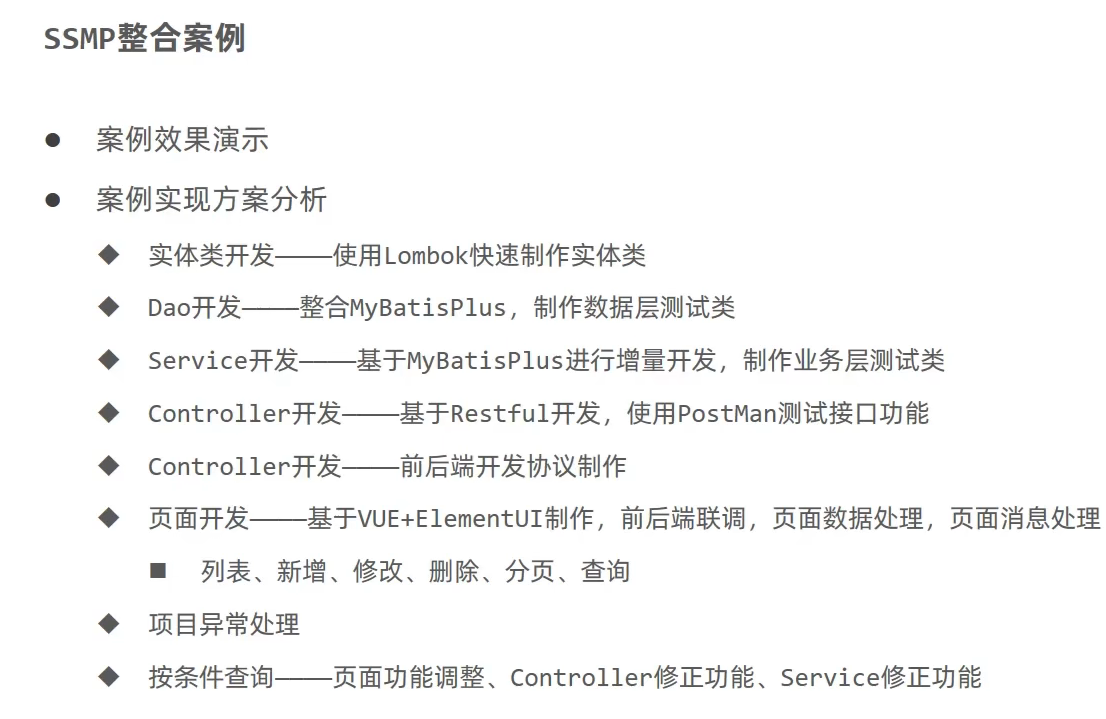 SSMP整合案例
● 案例效果演示
● 案例实现方案分析
◆ 实体类开发————使用Lombok快速制作实体类
◆ Dao开发————整合MyBatisPlus，制作数据层测试类
◆ Service开发————基于MyBatisPlus进行增量开发，制作业务层测试类
◆ Controller开发————基于Restful开发，使用PostMan测试接口功能
◆ Controller开发————前后端开发协议制作
◆ 页面开发————基于VUE+ElementUI制作，前后端联调，页面数据处理，页面消息处理
■ 列表、新增、修改、删除、分页、查询
◆ 项目异常处理
◆ 按条件查询————页面功能调整、Controller修正功能、Service修正功能